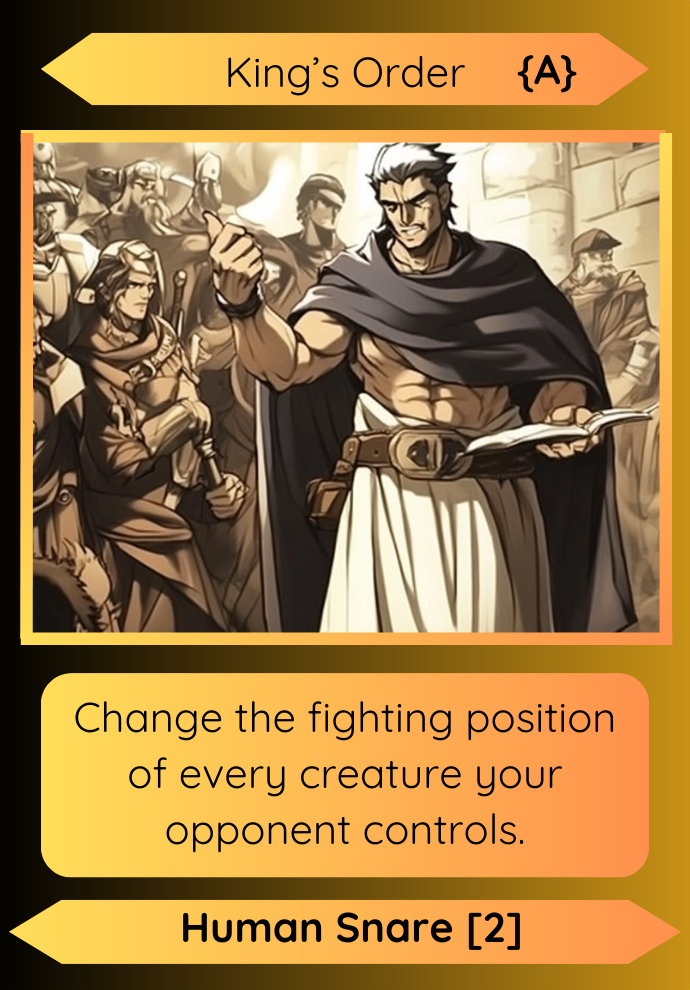 King’s Order {A}
Change the fighting position
of every creature your
opponent controls.
Human Snare [2]